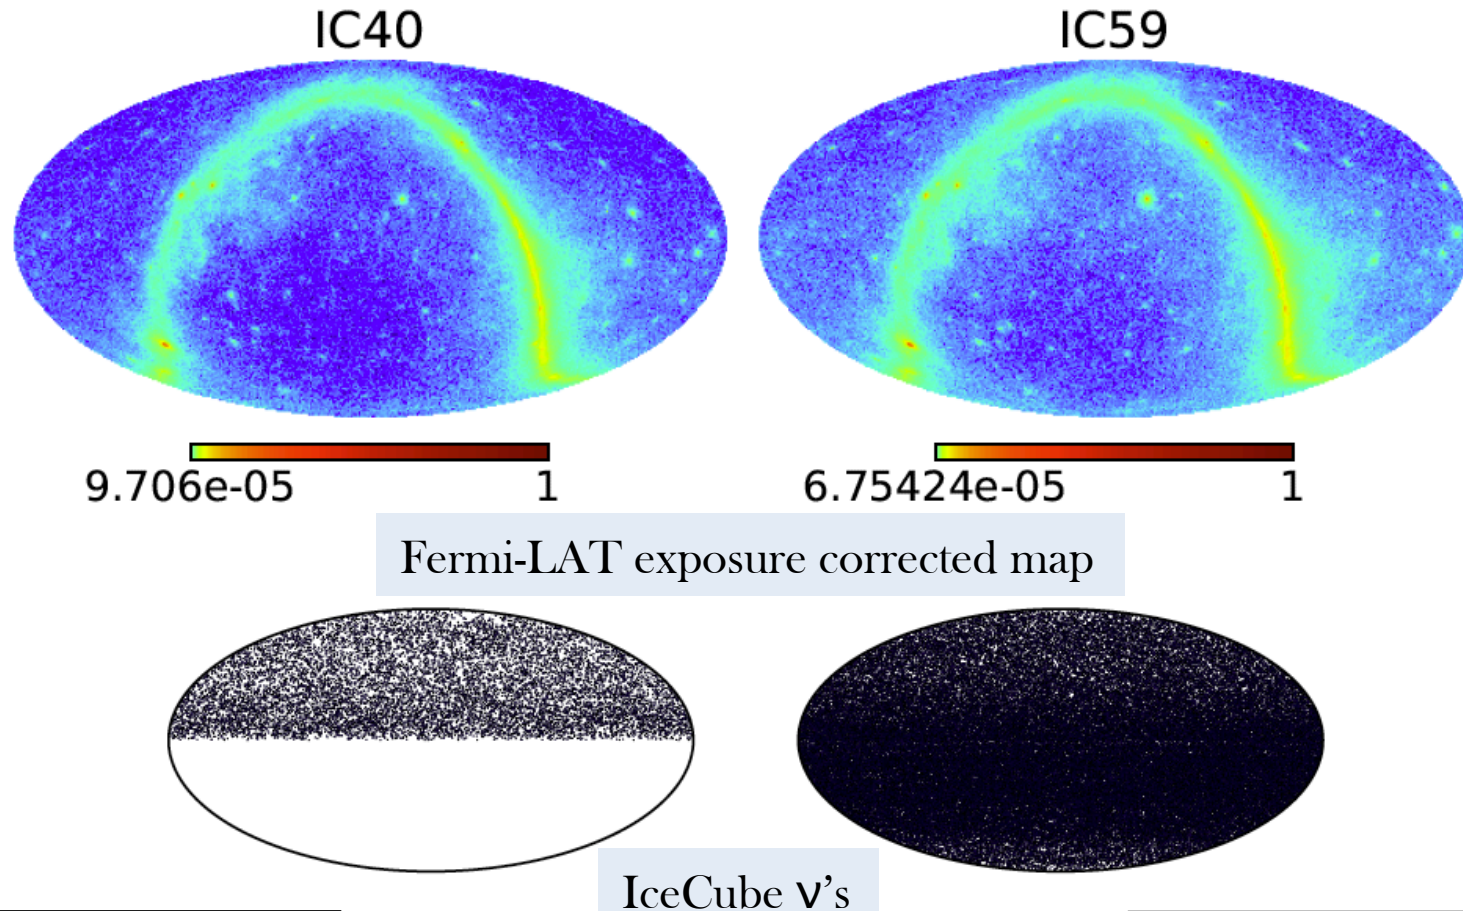 IC40
IC59
9.706e-05
1
6.75424e-05
1
Fermi-LAT exposure corrected map
IceCube ν's